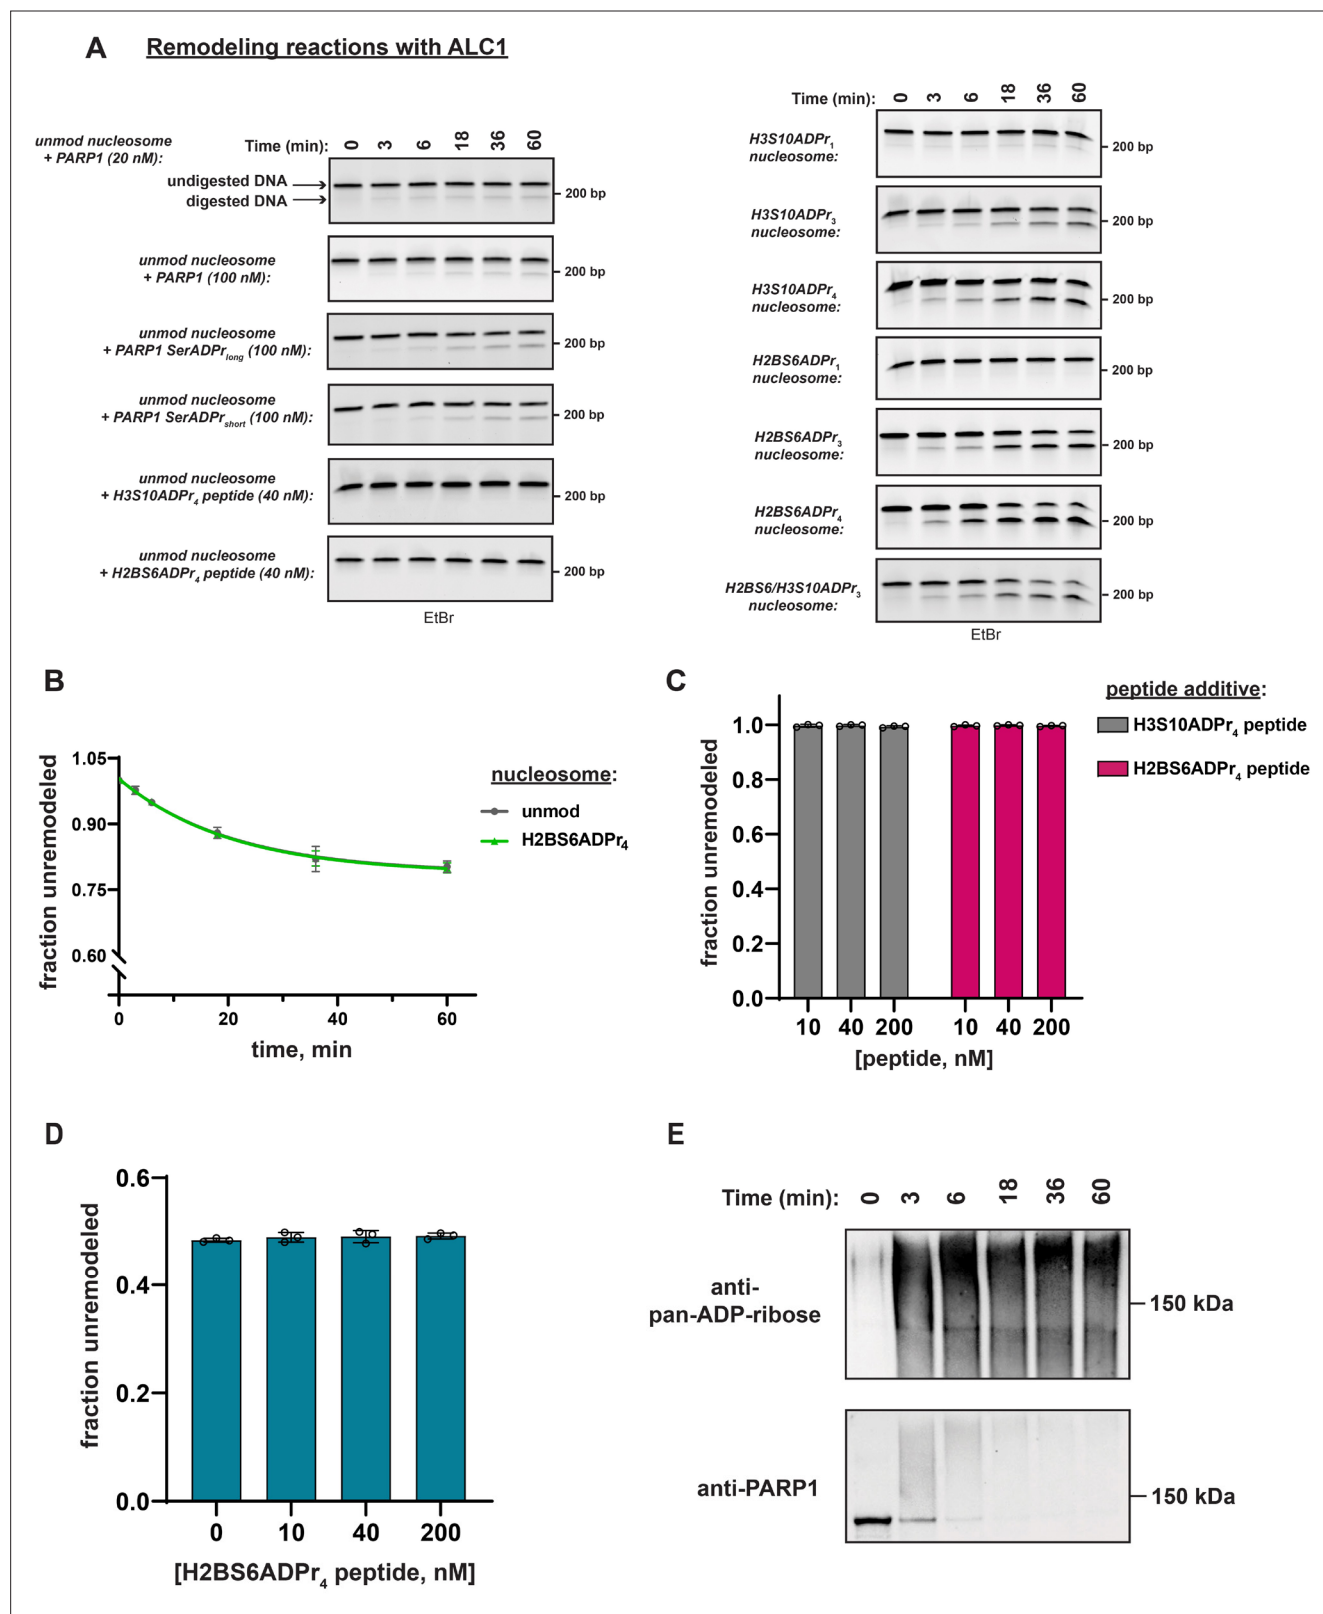 A Remodeling reactions with ALC1
unmod nucleosome
+ PARP1 (20 nM):
Time (min): 0 3 6 18 36 60
undigested DNA
digested DNA
200 bp
unmod nucleosome
+ PARP1 (100 nM):
200 bp
unmod nucleosome
+ PARP1 SerADPr long (100 nM):
200 bp
unmod nucleosome
+ PARP1 SerADPr short (100 nM):
200 bp
unmod nucleosome
+ H3S10ADPr4 peptide (40 nM):
200 bp
unmod nucleosome
+ H2BS6ADPr4 peptide (40 nM):
200 bp
EtBr
Time (min): 0 3 6 18 36 60
H3S10ADPr1
nucleosome:
200 bp
H3S10ADPr3
nucleosome:
200 bp
H3S10ADPr4
nucleosome:
200 bp
H2BS6ADPr1
nucleosome:
200 bp
H2BS6ADPr3
nucleosome:
200 bp
H2BS6ADPr4
nucleosome:
200 bp
H2BS6/H3S10ADPr3
nucleosome:
200 bp
EtBr
B
fraction unremodeled
1.05
0.90
0.75
0.60
0 20 40 60
time, min
nucleosome:
unmod
H2BS6ADPr4
C
fraction unremodeled
1.0
0.8
0.6
0.4
0.2
0.0
10 40 200 10 40 200
[peptide, nM]
peptide additive:
H3S10ADPr4 peptide
H2BS6ADPr4 peptide
D
fraction unremodeled
0.6
0.4
0.2
0.0
0 10 40 200
[H2BS6ADPr4 peptide, nM]
E
Time (min): 0 3 6 18 36 60
anti-
pan-ADP-ribose
150 kDa
anti-PARP1
150 kDa